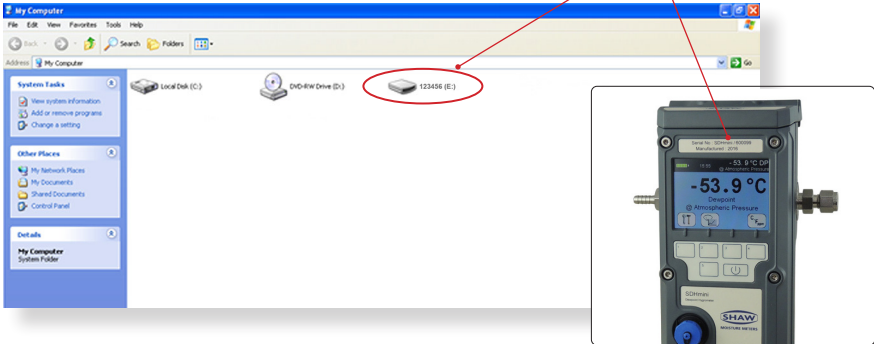 My Computer
File Edit View Favorites Tools Help
Back Search Folders
Address My Computer Go
System Tasks
View system information
Add or remove programs
Change a setting
Other Places
My Network Places
My Documents
Shared Documents
Control Panel
Details
My Computer
System Folder
Local Disk (C:)
DVD-RW Drive (D:)
123456 (E:)
Manufactured : 2016
-53.9 °C DP
@ Atmospheric Pressure
-53.9 °C
Dewpoint
@ Atmospheric Pressure
SDHmini
SHAW
MOISTURE METERS